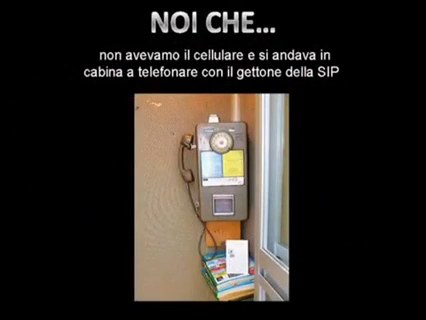 NOI CHE...
non avevamo il cellulare e si andava in
cabina a telefonare con il gettone della SIP